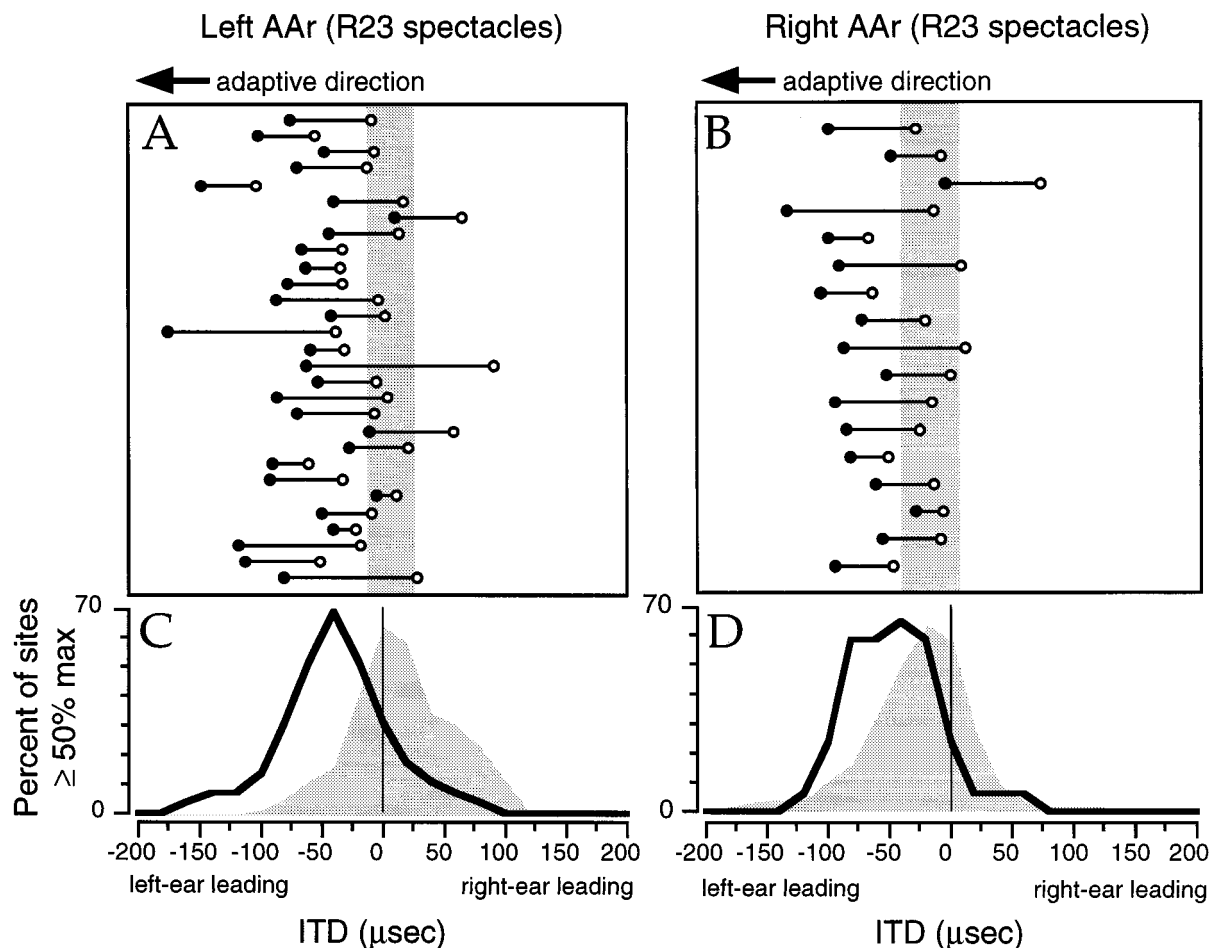 Left AAr (R23 spectacles)
Right AAr (R23 spectacles)
adaptive direction
adaptive direction
A
B
C
D
Percent of sites
≥ 50% max
70
0
70
0
-200 -150 -100 -50 0 50 100 150 200
-200 -150 -100 -50 0 50 100 150 200
left-ear leading
right-ear leading
left-ear leading
right-ear leading
ITD (μsec)
ITD (μsec)